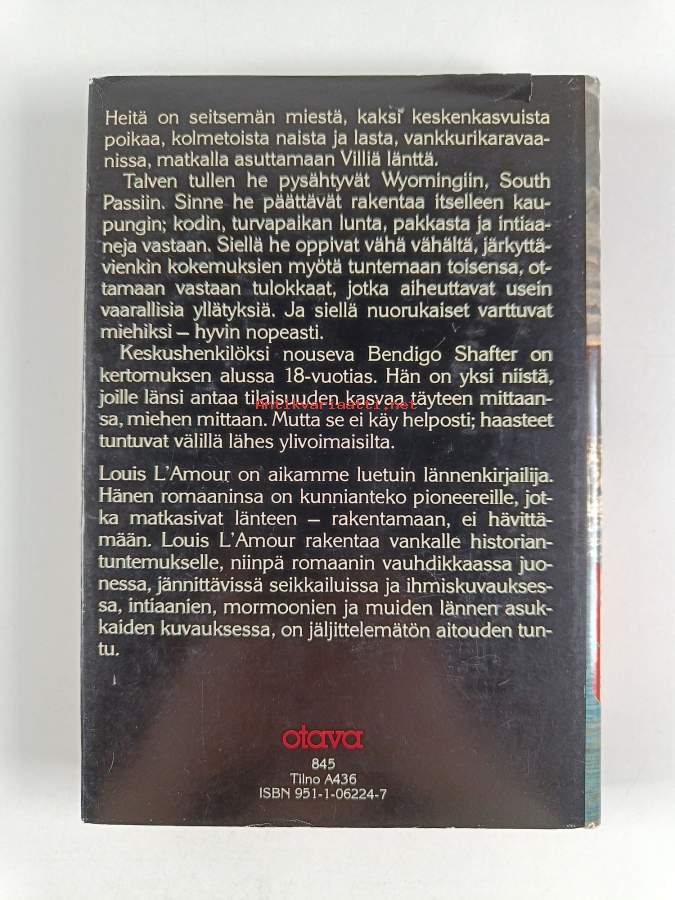 Heitä on seitsemän miestä, kaksi keskenkasvuista
poikaa, kolmetoista naista ja lasta, vankkurikaravaa-
nissa, matkalla asuttamaan Villiä länttä.
Talven tullen he pysähtyvät Wyomingiin, South
Passiin. Sinne he päättävät rakentaa itselleen kau-
pungin; kodin, turvapaikan lunta, pakkasta ja intiaa-
neja vastaan. Siellä he oppivat vähä vähältä, järkyttä-
vienkin kokemuksien myötä tuntemaan toisensa, ot-
tamaan vastaan tulokkaat, jotka aiheuttavat usein
vaarallisia yllätyksiä. Ja siellä nuorukaiset varttuvat
miehiksi – hyvin nopeasti.
Keskushenkilöksi nouseva Bendigo Shafter on
kertomuksen alussa 18-vuotias. Hän on yksi niistä,
joille länsi antaa tilaisuuden kasvaa täyteen mittaan-
sa, miehen mittaan. Mutta se ei käy helposti; haasteet
tuntuvat välillä lähes ylivoimaisilta.
Antikvariaatti.net
Louis L'Amour on aikamme luetuin lännenkirjailija.
Hänen romaaninsa on kunnianteko pioneereille, jot-
ka matkasivat länteen – rakentamaan, ei hävittä-
mään. Louis L'Amour rakentaa vankalle historian-
tuntemukselle, niinpä romaanin vauhdikkaassa juo-
nessa, jännittävissä seikkailuissa ja ihmiskuvaukses-
sa, intiaanien, mormoonien ja muiden lännen asuk-
kaiden kuvauksessa, on jäljittelemätön aitouden tun-
tu.
otava
845
Tilno A436
ISBN 951-1-06224-7